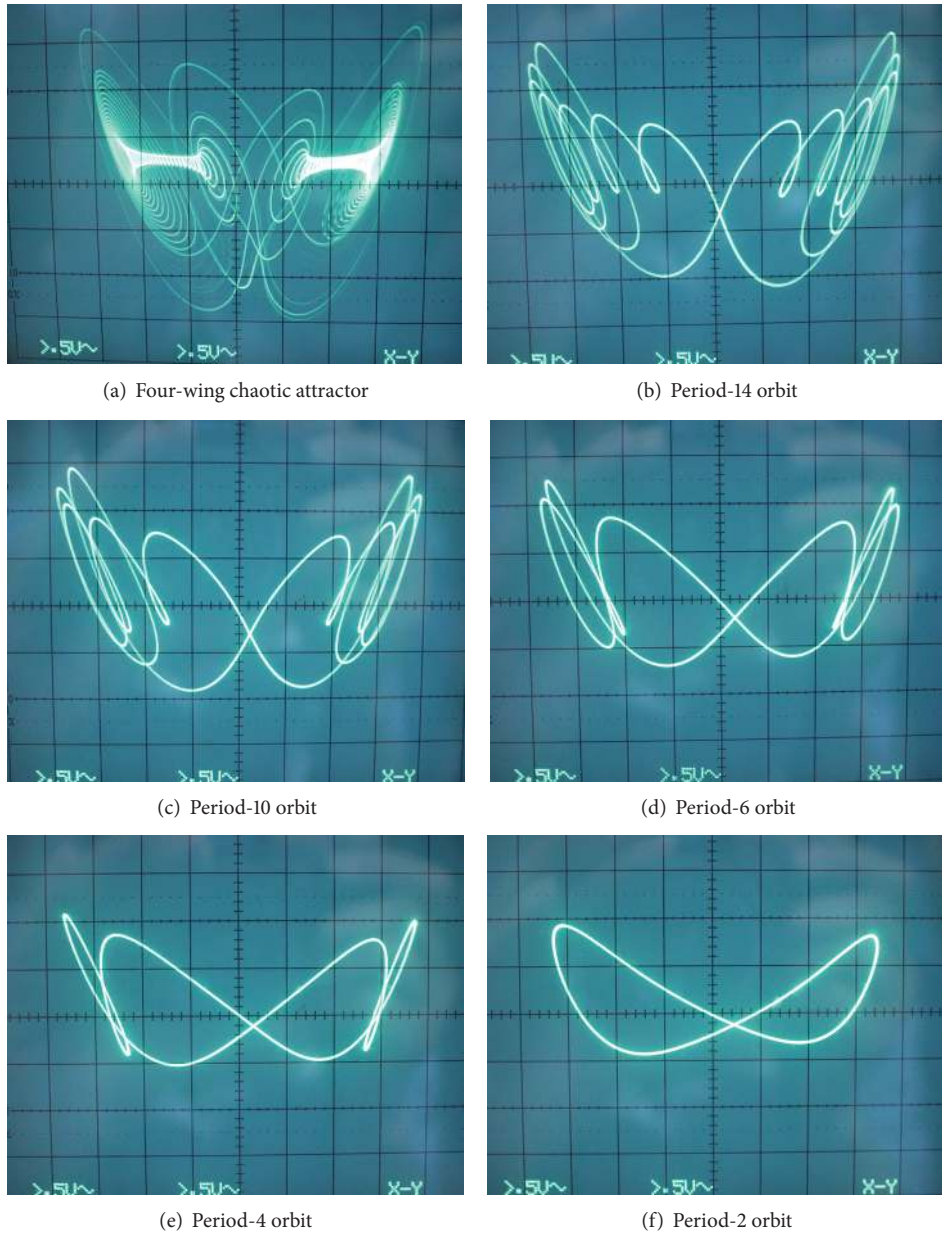 >.5V~ >.5V~ X-Y
>.5V~ >.5V~ X-Y
(a) Four-wing chaotic attractor
(b) Period-14 orbit
>.5V~ >.5V~ X-Y
>.5V~ >.5V~ X-Y
(c) Period-10 orbit
(d) Period-6 orbit
>.5V~ >.5V~ X-Y
>.5V~ >.5V~ X-Y
(e) Period-4 orbit
(f) Period-2 orbit